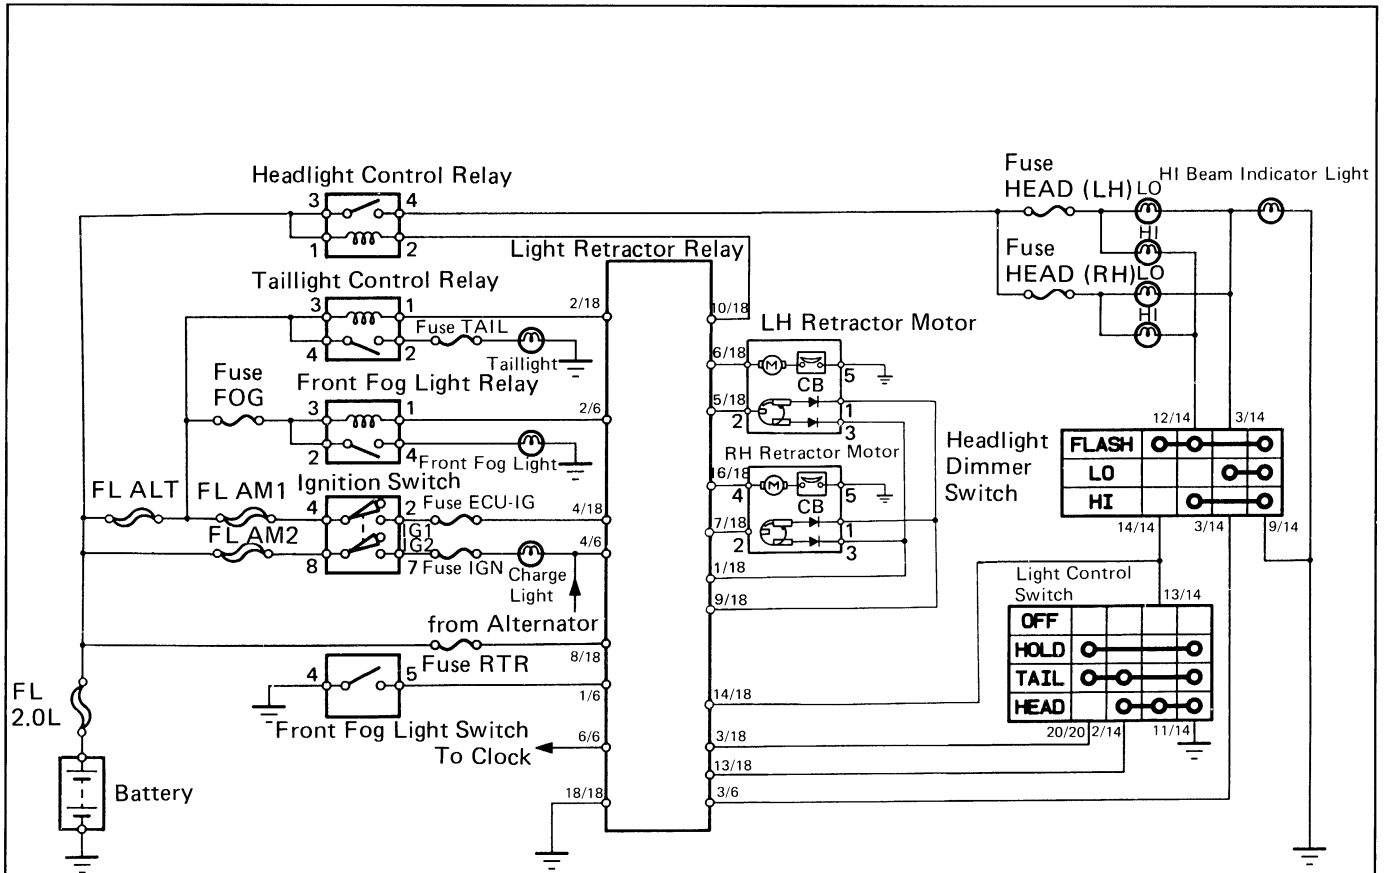 Headlight Control Relay
3
4
1
2
Light Retractor Relay
Taillight Control Relay
3
1
4
2
Fuse TAIL
Taillight
2/18
Fuse
FOG
Front Fog Light Relay
3
1
2
4
Front Fog Light
2/6
FL ALT
FL AM1
FL AM2
Ignition Switch
4
2
IG1
IG2
8
7
Fuse ECU-IG
Fuse IGN
Charge
Light
4/18
4/6
from Alternator
Fuse RTR
8/18
4
5
1/6
Front Fog Light Switch
To Clock
6/6
18/18
FL
2.0L
Battery
10/18
LH Retractor Motor
6/18
M
CB
5
5/18
2
1
3
RH Retractor Motor
16/18
4
M
CB
5
7/18
2
1
3
1/18
9/18
14/18
3/18
13/18
3/6
Fuse
HEAD (LH)
LO
HI
Fuse
HEAD (RH)
LO
HI
HI Beam Indicator Light
Headlight
Dimmer
Switch
12/14
3/14
FLASH
LO
HI
14/14
3/14
9/14
Light Control
Switch
13/14
OFF
HOLD
TAIL
HEAD
20/20
2/14
11/14